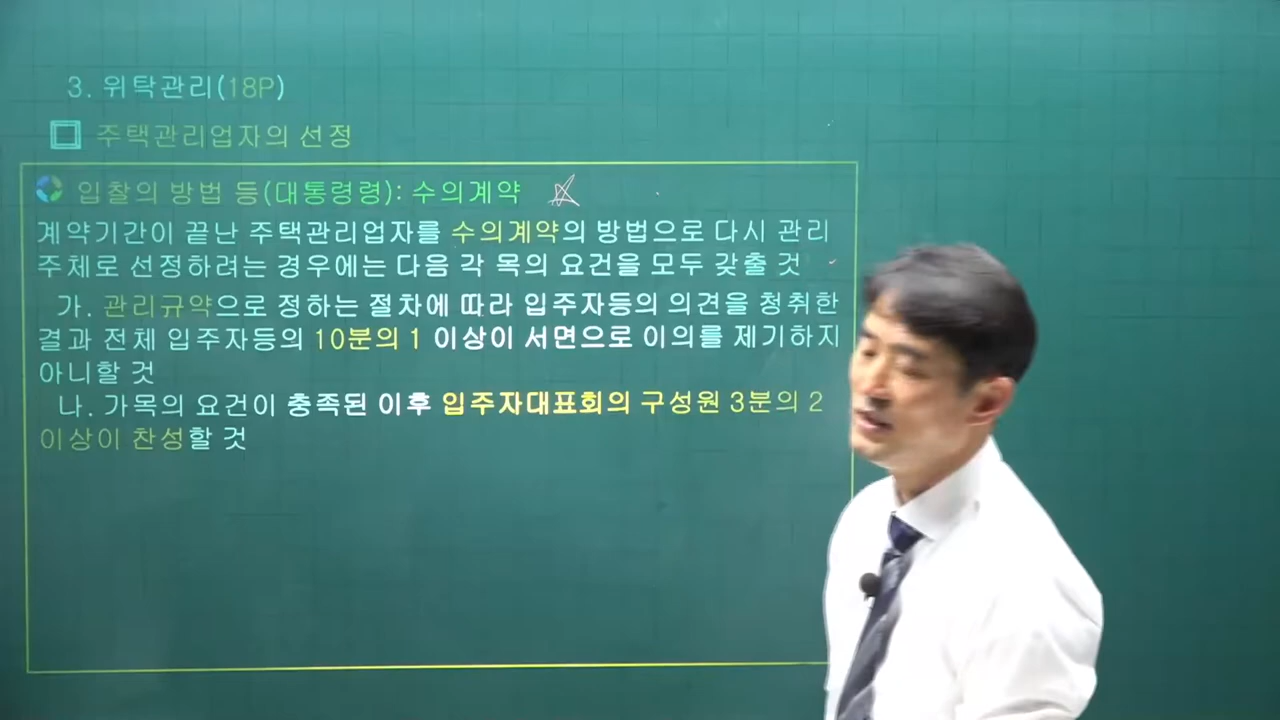 3. 위탁관리(18P)
주택관리업자의 선정
입찰의 방법 등(대통령령): 수의계약
계약기간이 끝난 주택관리업자를 수의계약의 방법으로 다시 관리
주체로 선정하려는 경우에는 다음 각 목의 요건을 모두 갖출 것
가. 관리규약으로 정하는 절차에 따라 입주자등의 의견을 청취한
결과 전체 입주자등의 10분의 1 이상이 서면으로 이의를 제기하지
아니할 것
나. 가목의 요건이 충족된 이후 입주자대표회의 구성원 3분의 2
이상이 찬성할 것